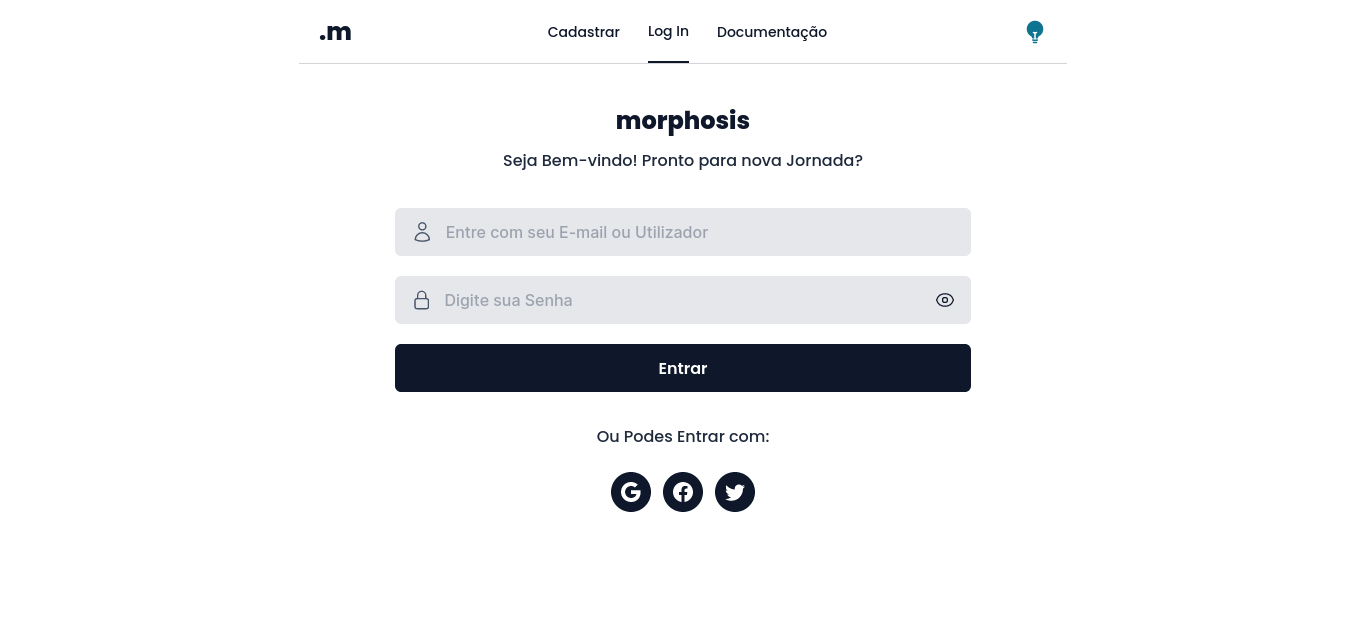 .m
Cadastrar
Log In
Documentação
morphosis
Seja Bem-vindo! Pronto para nova Jornada?
Entre com seu E-mail ou Utilizador
Digite sua Senha
Entrar
Ou Podes Entrar com: